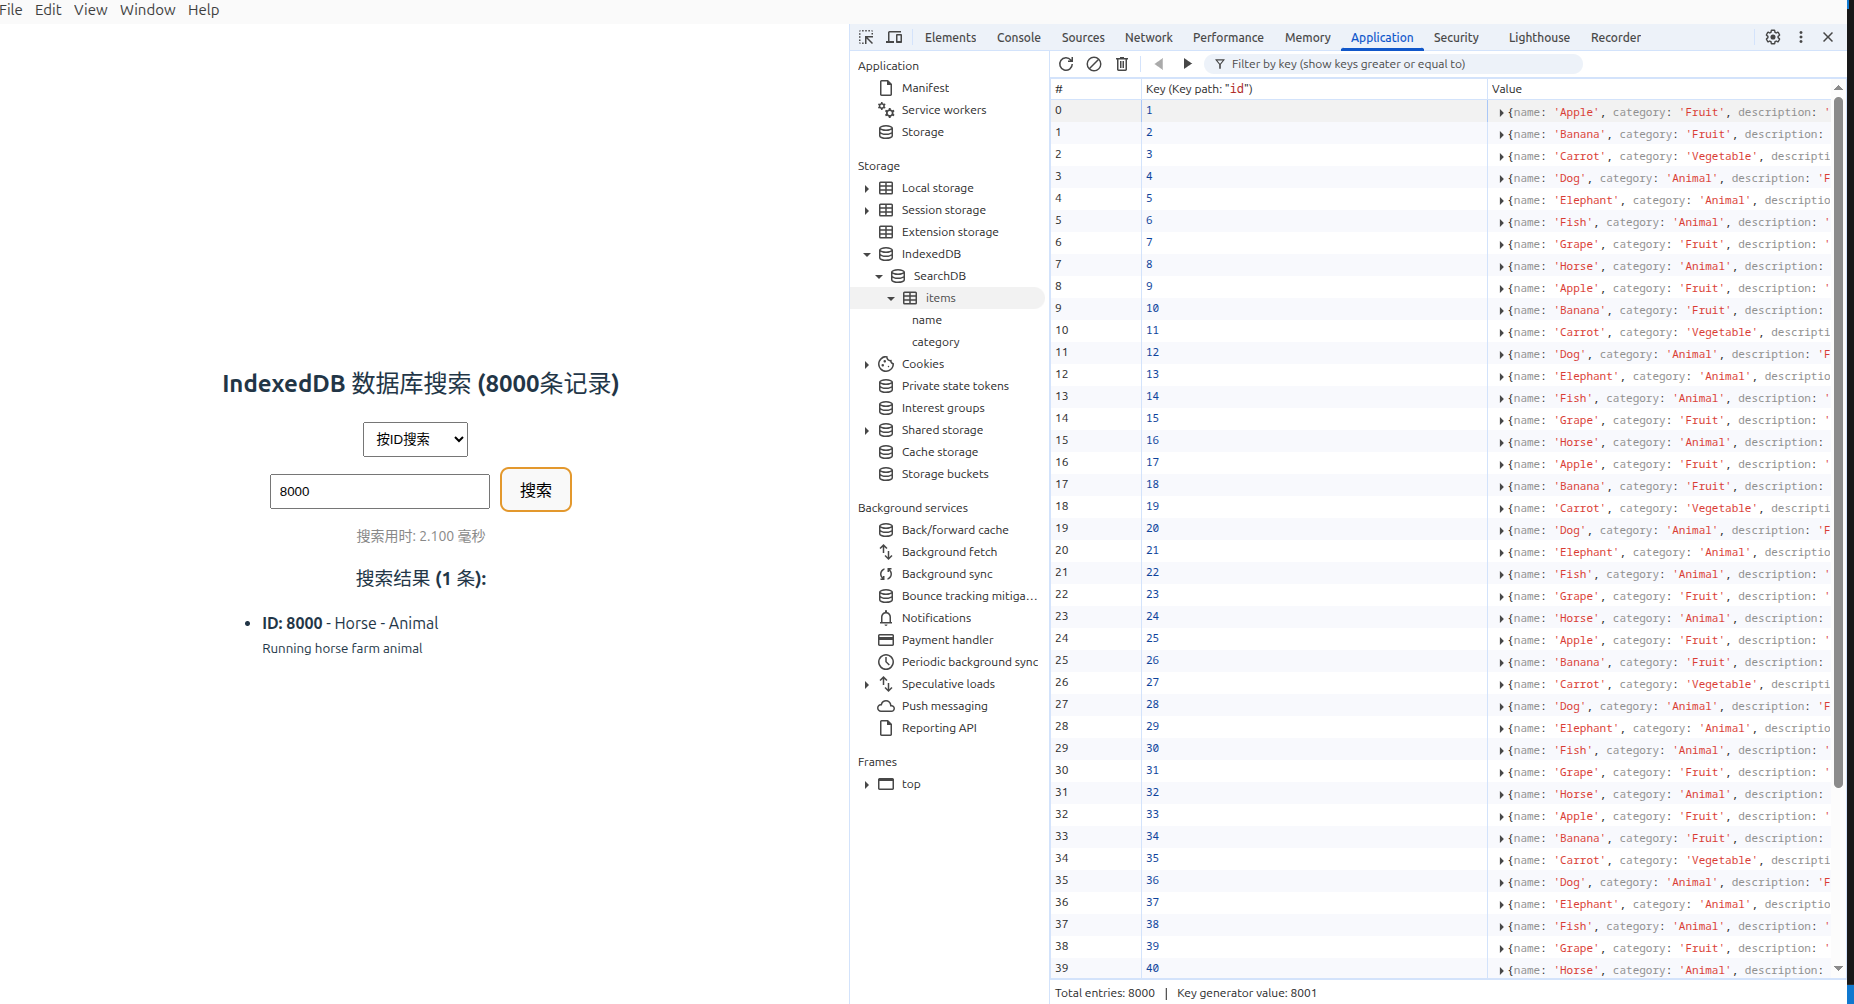 File Edit View Window Help
IndexedDB 数据库搜索 (8000条记录)
按ID搜索
8000
搜索
搜索用时: 2.100 毫秒
搜索结果 (1 条):
ID: 8000 - Horse - Animal
Running horse farm animal
Elements Console Sources Network Performance Memory Application Security Lighthouse Recorder
Application
Manifest
Service workers
Storage
Storage
Local storage
Session storage
Extension storage
IndexedDB
SearchDB
items
name
category
Cookies
Private state tokens
Interest groups
Shared storage
Cache storage
Storage buckets
Background services
Back/forward cache
Background fetch
Background sync
Bounce tracking mitiga...
Notifications
Payment handler
Periodic background sync
Speculative loads
Push messaging
Reporting API
Frames
top
Filter by key (show keys greater or equal to)
# Key (Key path: "id") Value
0 1 {name: 'Apple', category: 'Fruit', description: '
1 2 {name: 'Banana', category: 'Fruit', description:
2 3 {name: 'Carrot', category: 'Vegetable', descripti
3 4 {name: 'Dog', category: 'Animal', description: 'F
4 5 {name: 'Elephant', category: 'Animal', descriptio
5 6 {name: 'Fish', category: 'Animal', description: '
6 7 {name: 'Grape', category: 'Fruit', description: '
7 8 {name: 'Horse', category: 'Animal', description:
8 9 {name: 'Apple', category: 'Fruit', description: '
9 10 {name: 'Banana', category: 'Fruit', description:
10 11 {name: 'Carrot', category: 'Vegetable', descripti
11 12 {name: 'Dog', category: 'Animal', description: 'F
12 13 {name: 'Elephant', category: 'Animal', descriptio
13 14 {name: 'Fish', category: 'Animal', description: '
14 15 {name: 'Grape', category: 'Fruit', description: '
15 16 {name: 'Horse', category: 'Animal', description:
16 17 {name: 'Apple', category: 'Fruit', description: '
17 18 {name: 'Banana', category: 'Fruit', description:
18 19 {name: 'Carrot', category: 'Vegetable', descripti
19 20 {name: 'Dog', category: 'Animal', description: 'F
20 21 {name: 'Elephant', category: 'Animal', descriptio
21 22 {name: 'Fish', category: 'Animal', description: '
22 23 {name: 'Grape', category: 'Fruit', description: '
23 24 {name: 'Horse', category: 'Animal', description:
24 25 {name: 'Apple', category: 'Fruit', description: '
25 26 {name: 'Banana', category: 'Fruit', description:
26 27 {name: 'Carrot', category: 'Vegetable', descripti
27 28 {name: 'Dog', category: 'Animal', description: 'F
28 29 {name: 'Elephant', category: 'Animal', descriptio
29 30 {name: 'Fish', category: 'Animal', description: '
30 31 {name: 'Grape', category: 'Fruit', description: '
31 32 {name: 'Horse', category: 'Animal', description:
32 33 {name: 'Apple', category: 'Fruit', description: '
33 34 {name: 'Banana', category: 'Fruit', description:
34 35 {name: 'Carrot', category: 'Vegetable', descripti
35 36 {name: 'Dog', category: 'Animal', description: 'F
36 37 {name: 'Elephant', category: 'Animal', descriptio
37 38 {name: 'Fish', category: 'Animal', description: '
38 39 {name: 'Grape', category: 'Fruit', description: '
39 40 {name: 'Horse', category: 'Animal', description:
Total entries: 8000 | Key generator value: 8001